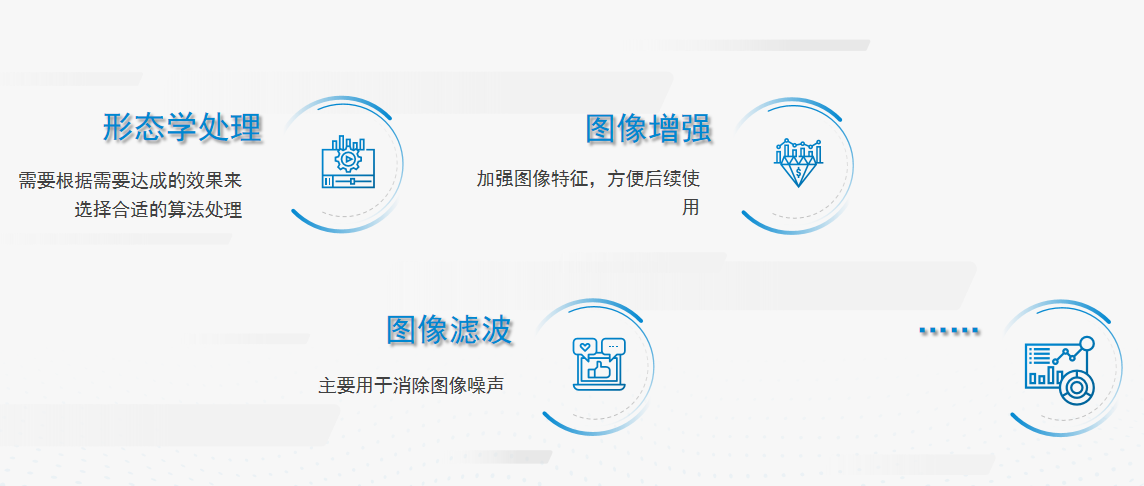 形态学处理
需要根据需要达成的效果来
选择合适的算法处理
图像增强
加强图像特征，方便后续使
用
图像滤波
主要用于消除图像噪声
……